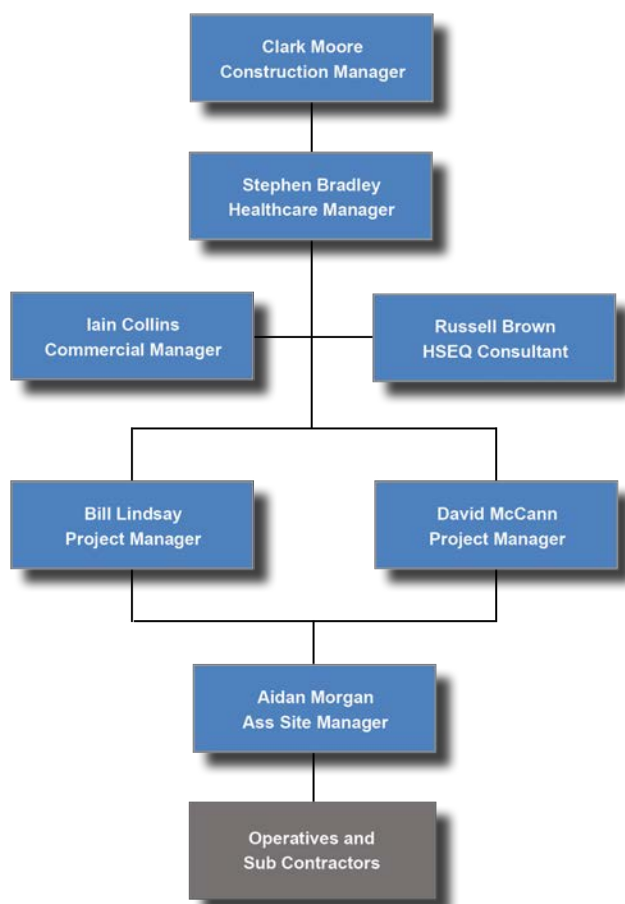 Clark Moore
Construction Manager
Stephen Bradley
Healthcare Manager
Iain Collins
Commercial Manager
Russell Brown
HSEQ Consultant
Bill Lindsay
Project Manager
David McCann
Project Manager
Aidan Morgan
Ass Site Manager
Operatives and
Sub Contractors